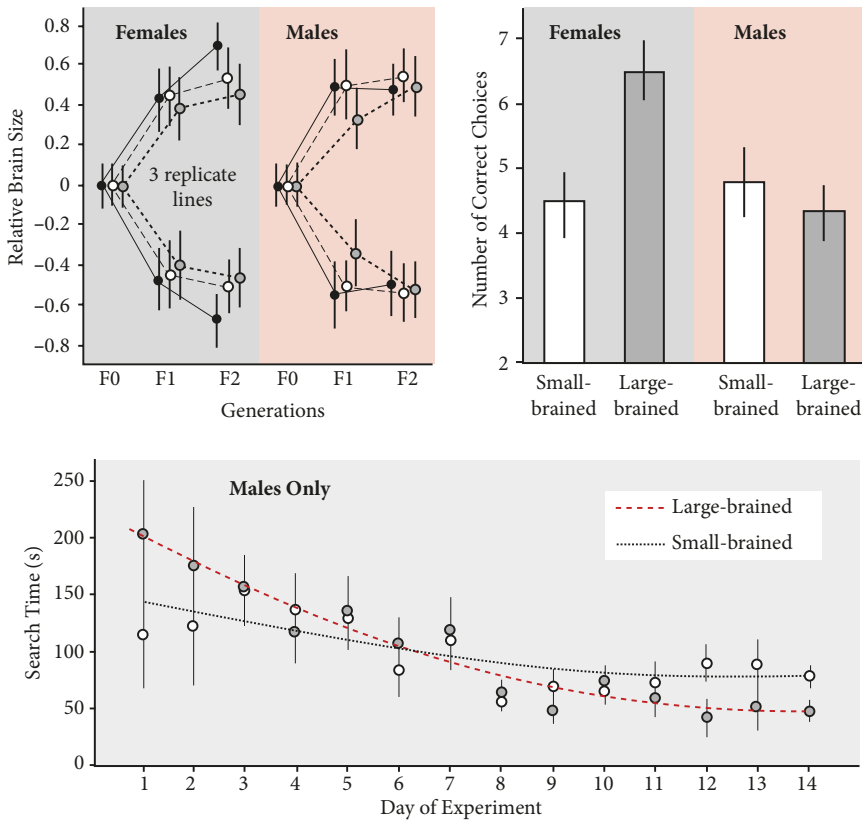 Females Males
0.8
0.6
0.4
0.2
0
–0.2
–0.4
–0.6
–0.8
Relative Brain Size
3 replicate
lines
F0 F1 F2 F0 F1 F2
Generations
Females Males
7
6
5
4
3
2
Number of Correct Choices
Small-
brained
Large-
brained
Small-
brained
Large-
brained
Males Only
Large-brained
Small-brained
250
200
150
100
50
0
Search Time (s)
1 2 3 4 5 6 7 8 9 10 11 12 13 14
Day of Experiment